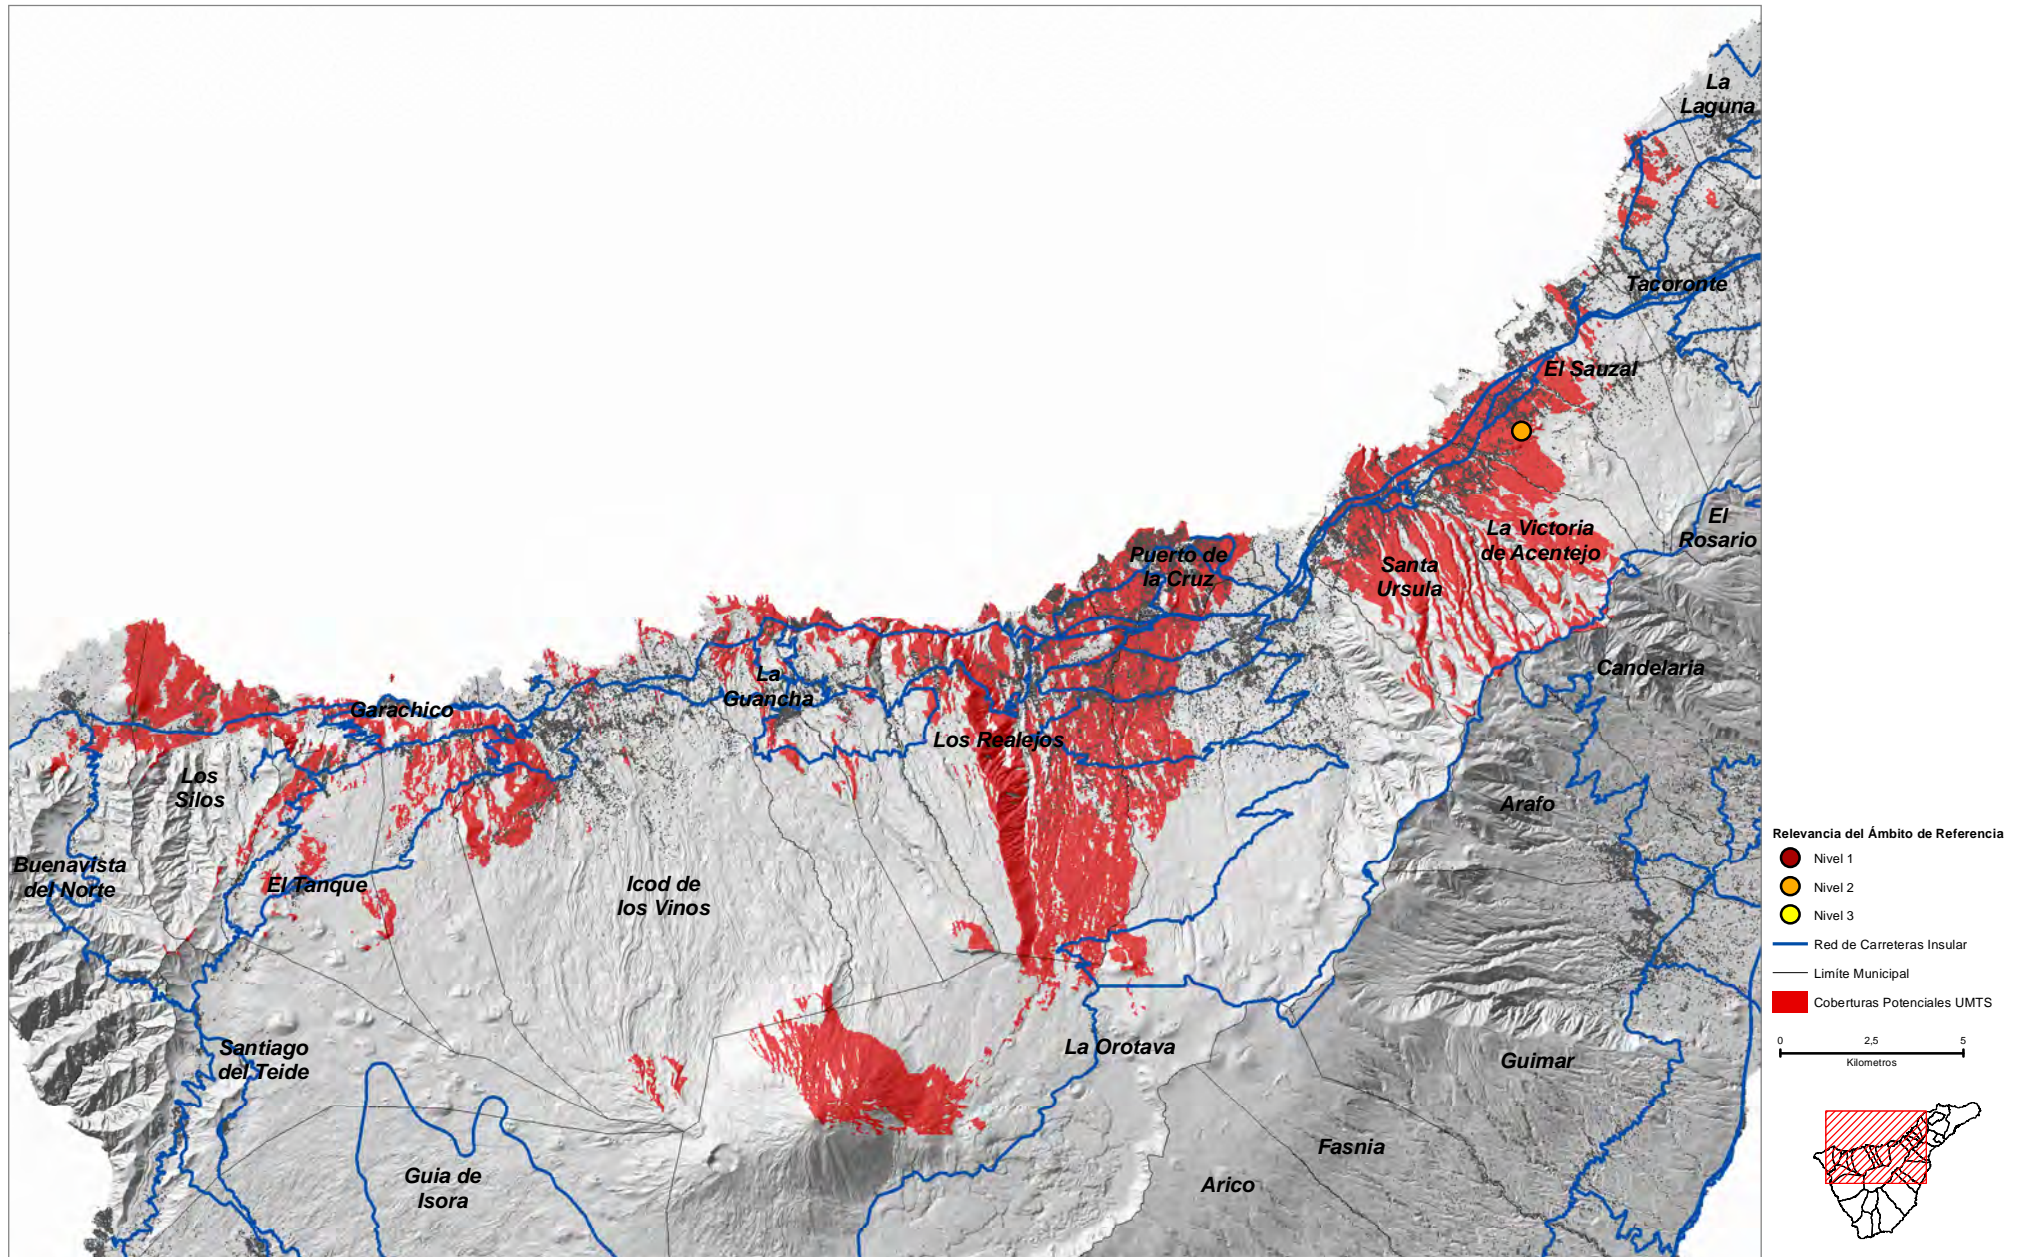 La
Laguna
Tacoronte
El Sauzal
El
Rosario
La Victoria
de Acentejo
Santa
Ursula
Puerto de
la Cruz
Candelaria
La
Guancha
Garachico
Los Realejos
Los
Silos
Arafo
Buenavista
del Norte
El Tanque
Icod de
los Vinos
Santiago
del Teide
La Orotava
Guimar
Fasnia
Guia de
Isora
Arico
Relevancia del Ámbito de Referencia
Nivel 1
Nivel 2
Nivel 3
Red de Carreteras Insular
Limíte Municipal
Coberturas Potenciales UMTS
0 2,5 5
Kilometros